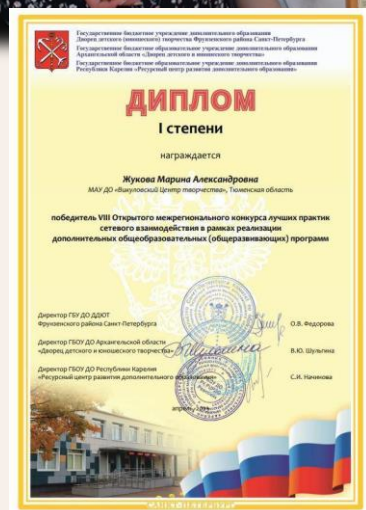 Государственное бюджетное учреждение дополнительного образования
Дворец детского (юношеского) творчества Фрунзенского района Санкт-Петербурга
Государственное бюджетное образовательное учреждение дополнительного образования
Архангельской области «Дворец детского и юношеского творчества»
Государственное бюджетное образовательное учреждение дополнительного образования
Республики Карелия «Ресурсный центр развития дополнительного образования»
ДИПЛОМ
I степени
награждается
Жукова Марина Александровна
МАУ ДО «Викуловский Центр творчества», Тюменская область
победитель VIII Открытого межрегионального конкурса лучших практик
сетевого взаимодействия в рамках реализации
дополнительных общеобразовательных (общеразвивающих) программ
Директор ГБУ ДО ДДЮТ
Фрунзенского района Санкт-Петербурга
О.В. Федорова
Директор ГБОУ ДО Архангельской области
«Дворец детского и юношеского творчества»
В.Ю. Шульгина
Директор ГБОУ ДО Республики Карелия
«Ресурсный центр развития дополнительного образования»
С.И. Начинова
апрель
САНКТ-ПЕТЕРБУРГ